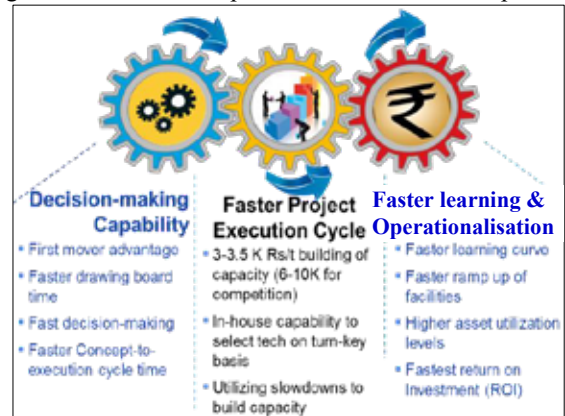 Decision-making
Capability
First mover advantage
Faster drawing board
time
Fast decision-making
Faster Concept-to-
execution cycle time
Faster Project
Execution Cycle
3-3.5 K Rs/t building of
capacity (6-10K for
competition)
In-house capability to
select tech on turn-key
basis
Utilizing slowdowns to
build capacity
₹
Faster learning &
Operationalisation
Faster learning curve
Faster ramp up of
facilities
Higher asset utilization
levels
Fastest return on
Investment (ROI)